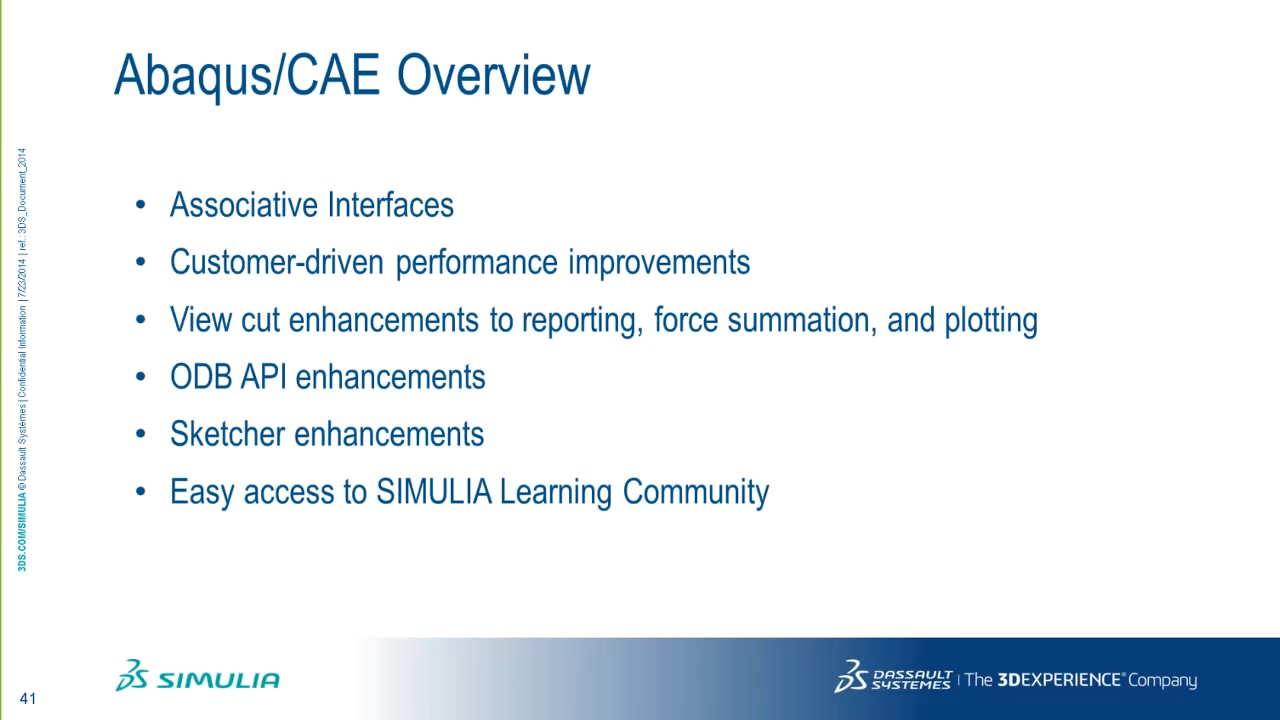 Abaqus/CAE Overview
• Associative Interfaces
• Customer-driven performance improvements
• View cut enhancements to reporting, force summation, and plotting
• ODB API enhancements
• Sketcher enhancements
• Easy access to SIMULIA Learning Community
3DS.COM/SIMULIA © Dassault Systèmes | Confidential Information | 7/23/2014 | ref.: 3DS_Document_2014
41
3DS SIMULIA
3DS DASSAULT SYSTEMES | The 3DEXPERIENCE® Company